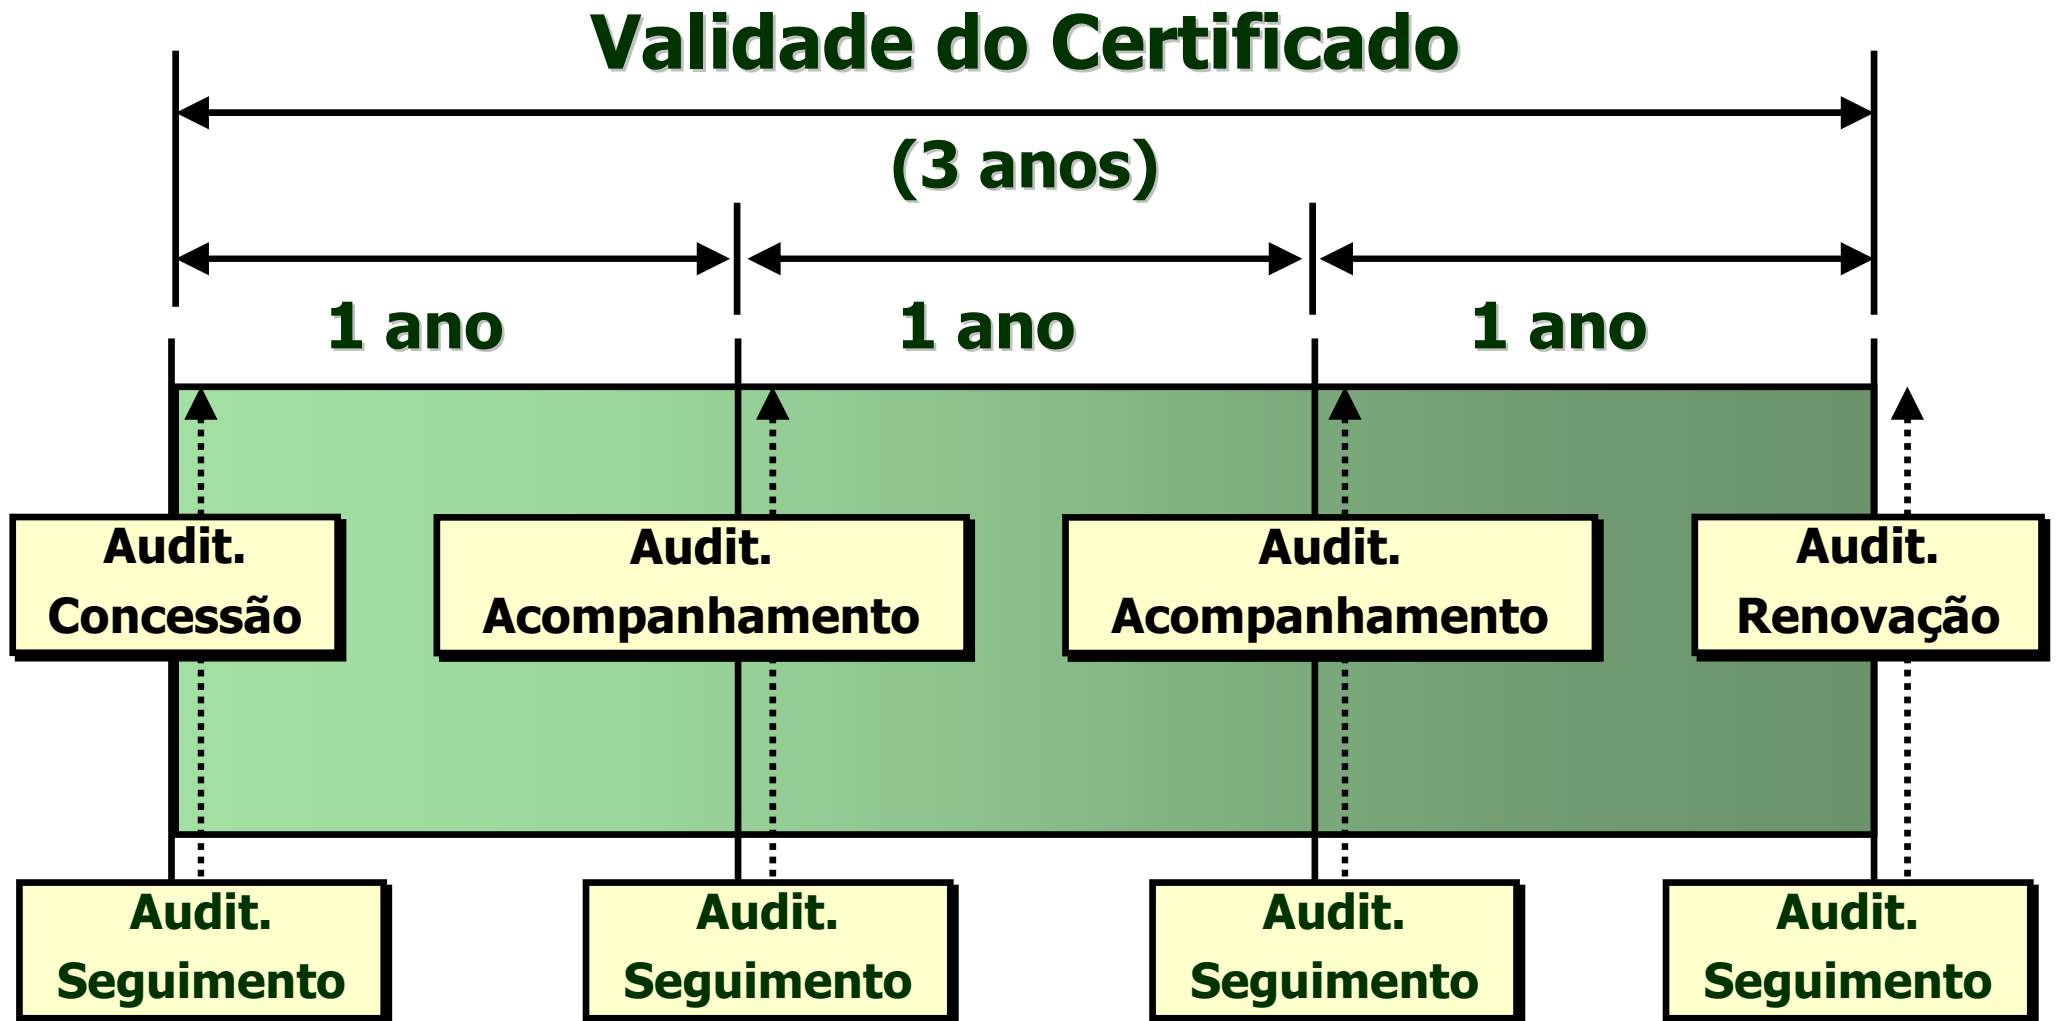 Validade do Certificado
(3 anos)
1 ano
1 ano
1 ano
Audit.
Concessão
Audit.
Acompanhamento
Audit.
Acompanhamento
Audit.
Renovação
Audit.
Seguimento
Audit.
Seguimento
Audit.
Seguimento
Audit.
Seguimento